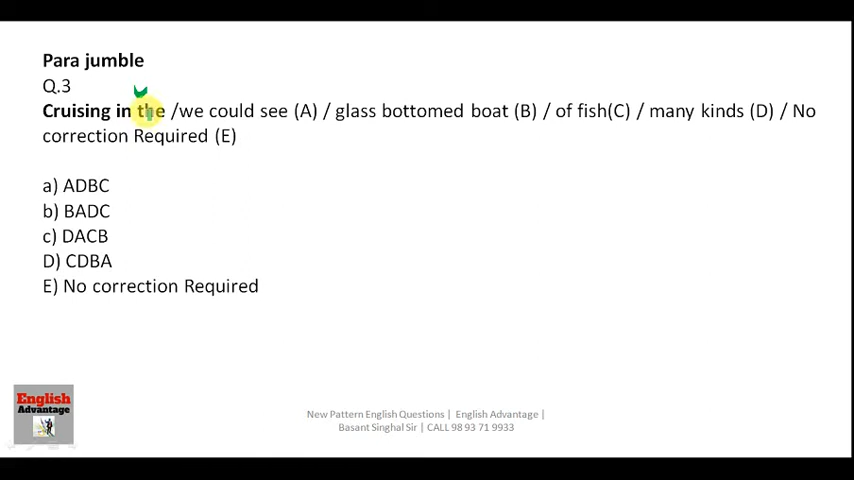 Para jumble
Q.3
Cruising in the /we could see (A) / glass bottomed boat (B) / of fish(C) / many kinds (D) / No
correction Required (E)
a) ADBC
b) BADC
c) DACB
D) CDBA
E) No correction Required
English
Advantage
New Pattern English Questions | English Advantage |
Basant Singhal Sir | CALL 98 93 71 9933